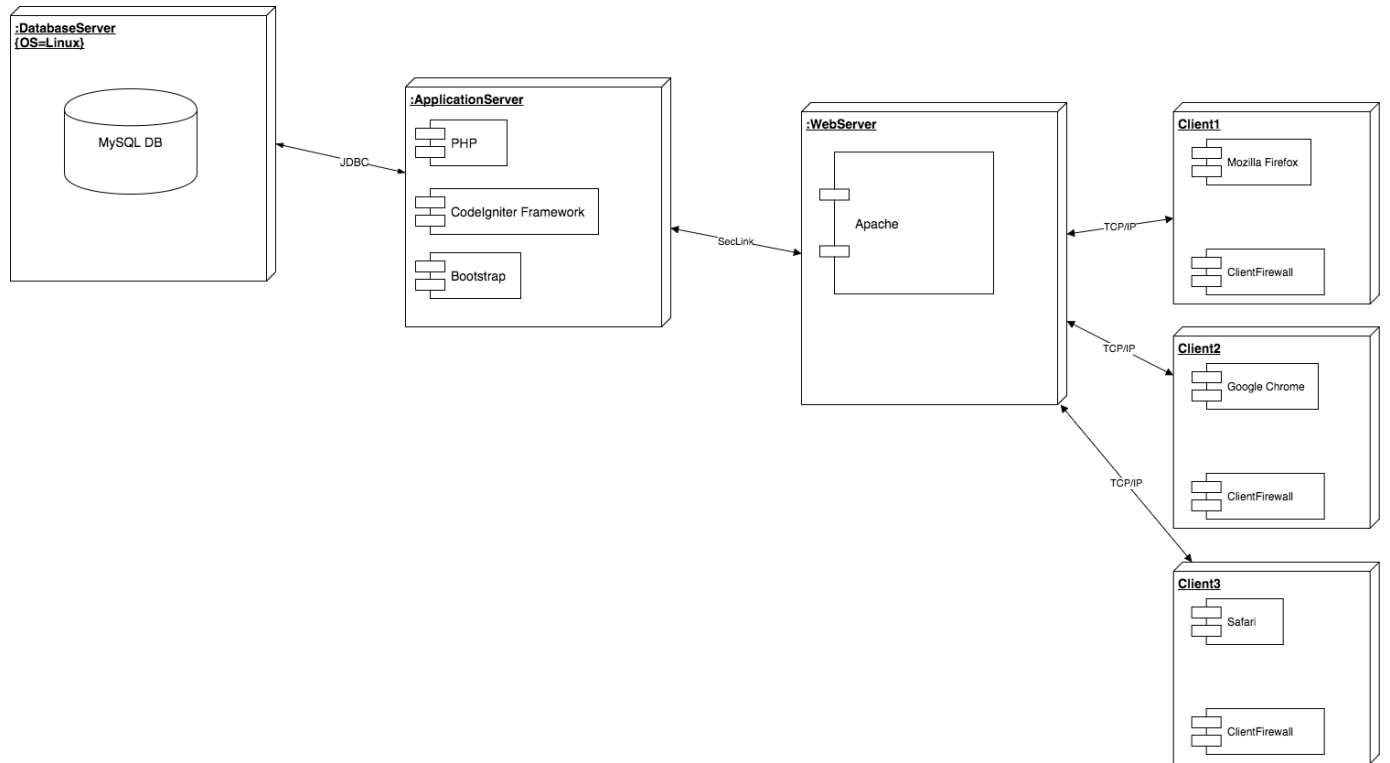 :DatabaseServer
{OS=Linux}
MySQL DB
JDBC
:ApplicationServer
PHP
CodeIgniter Framework
Bootstrap
SecLink
:WebServer
Apache
TCP/IP
TCP/IP
TCP/IP
Client1
Mozilla Firefox
ClientFirewall
Client2
Google Chrome
ClientFirewall
Client3
Safari
ClientFirewall